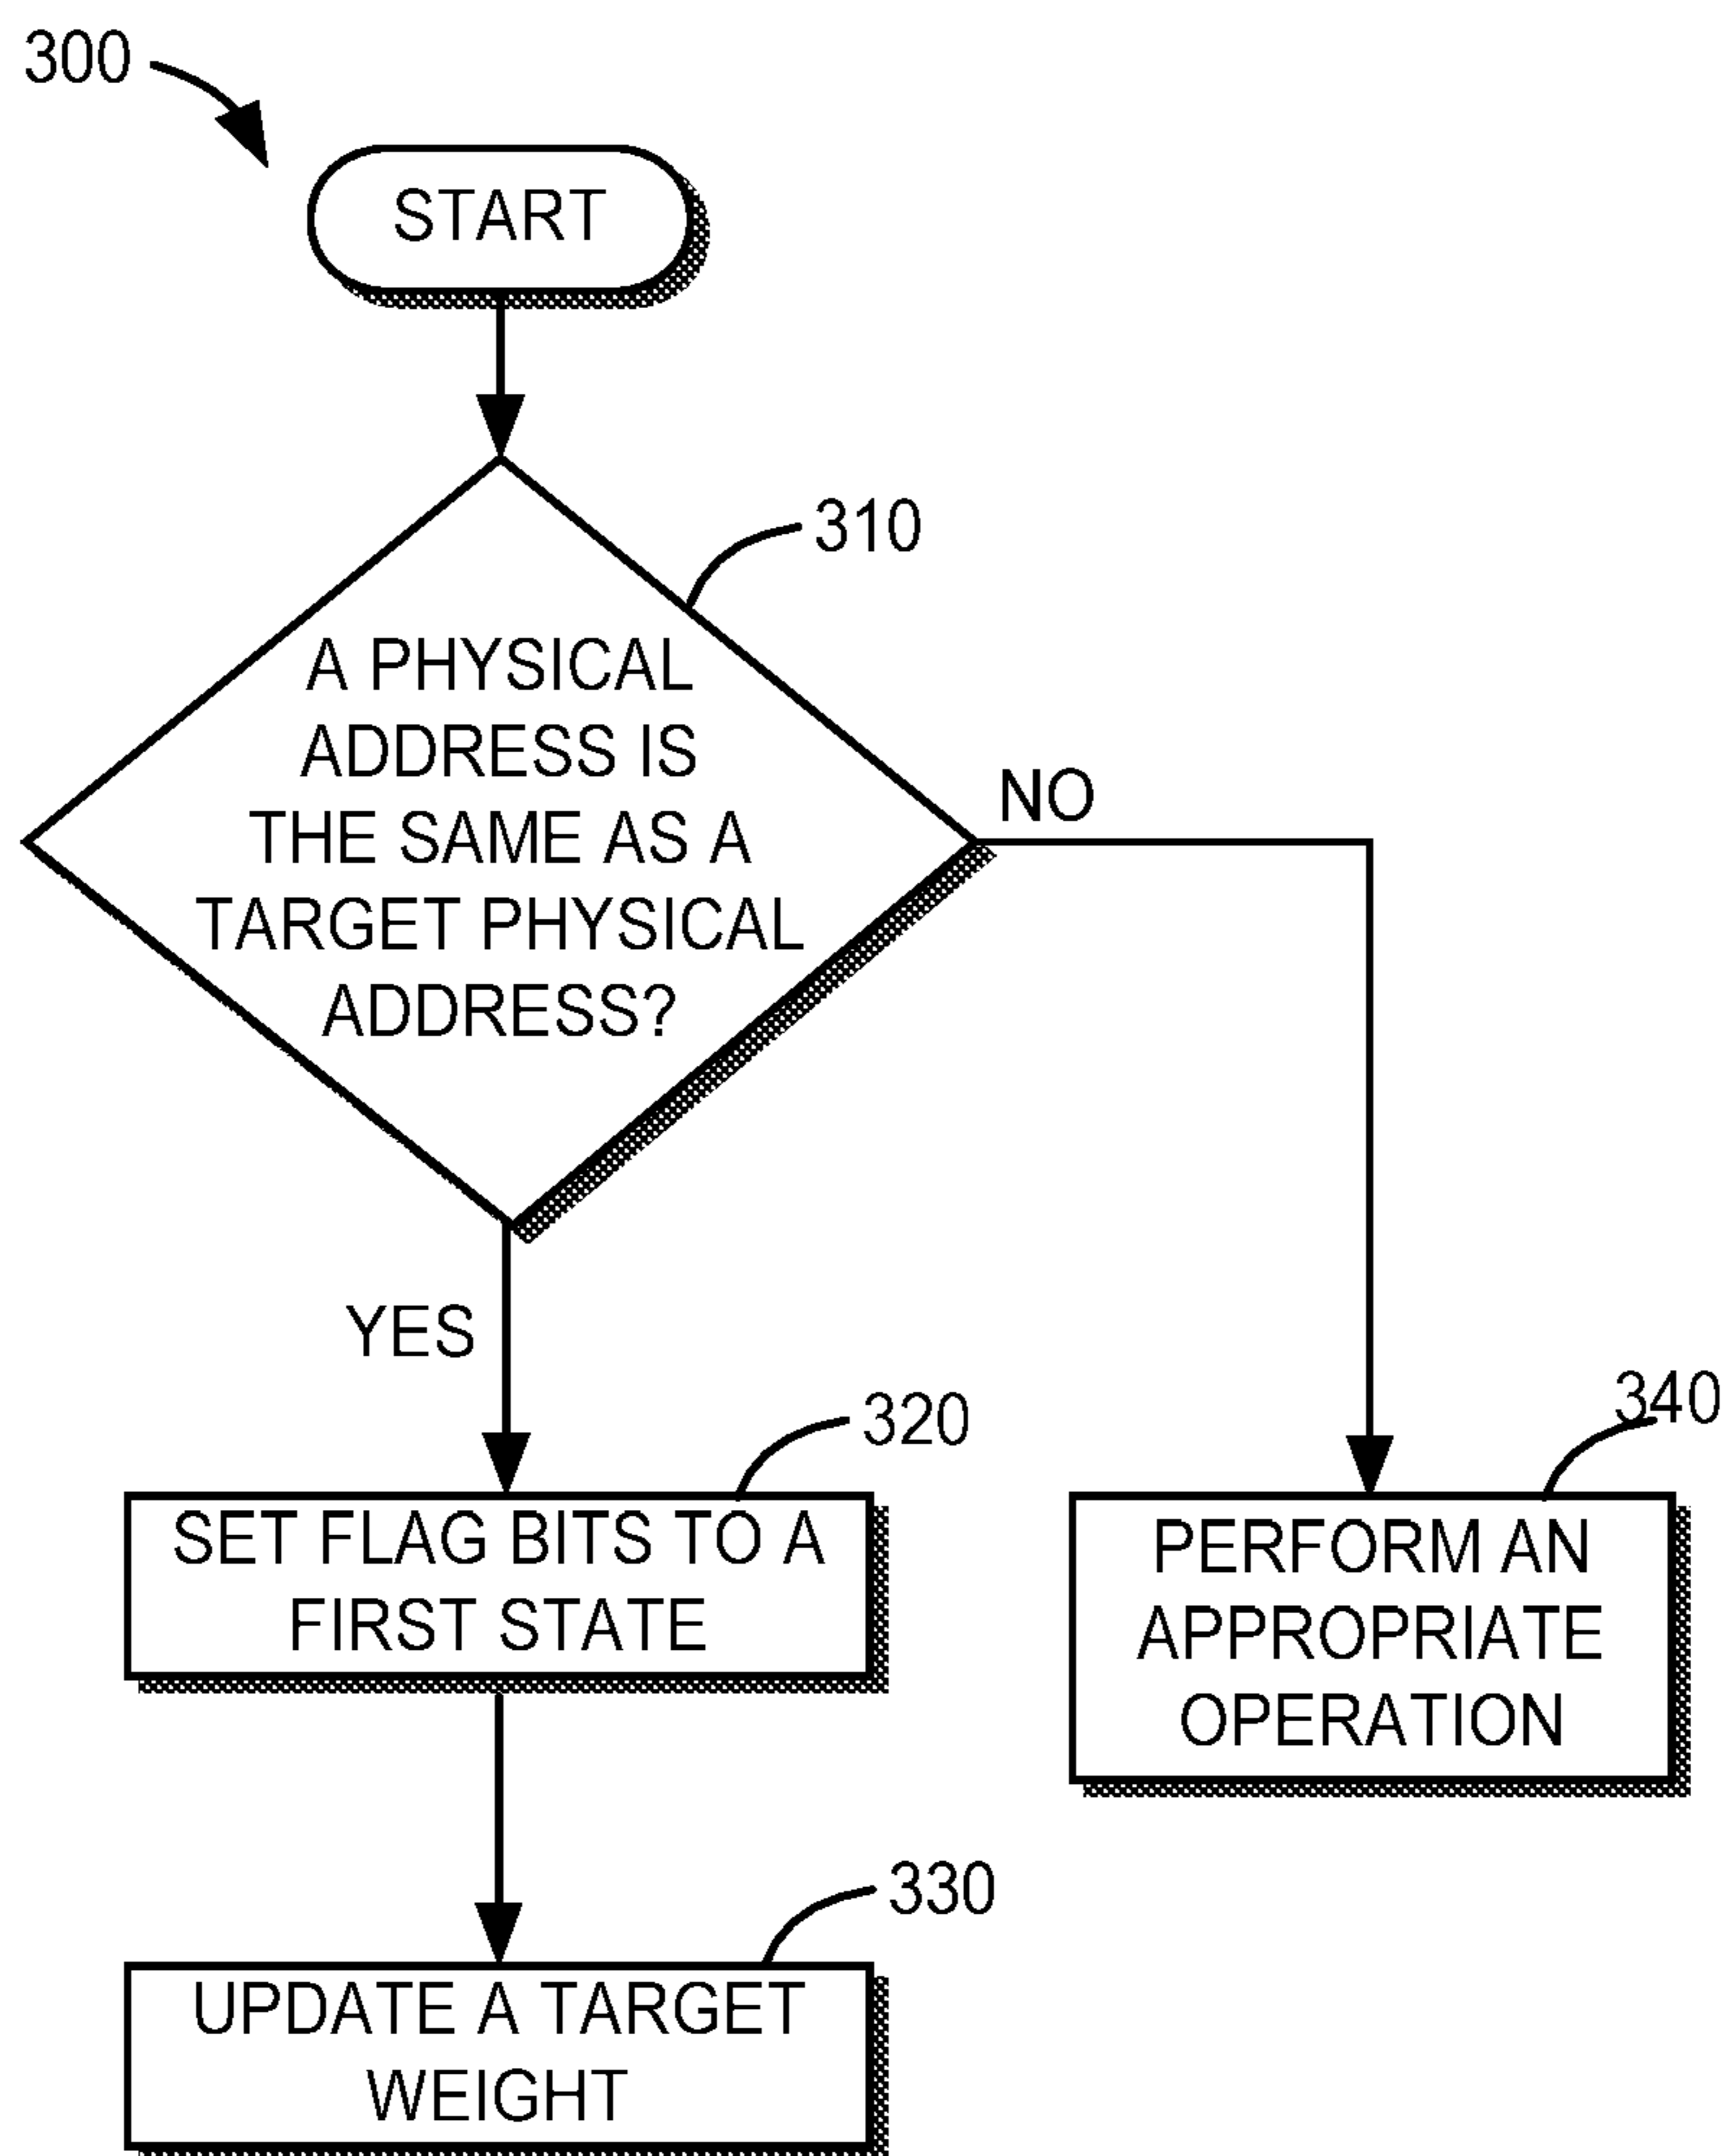 300
START
310
A PHYSICAL
ADDRESS IS
THE SAME AS A
TARGET PHYSICAL
ADDRESS?
NO
YES
320
SET FLAG BITS TO A
FIRST STATE
340
PERFORM AN
APPROPRIATE
OPERATION
330
UPDATE A TARGET
WEIGHT